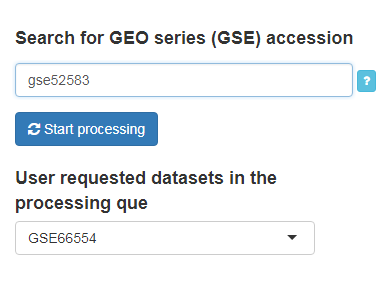 Search for GEO series (GSE) accession
gse52583
?
Start processing
User requested datasets in the
processing que
GSE66554